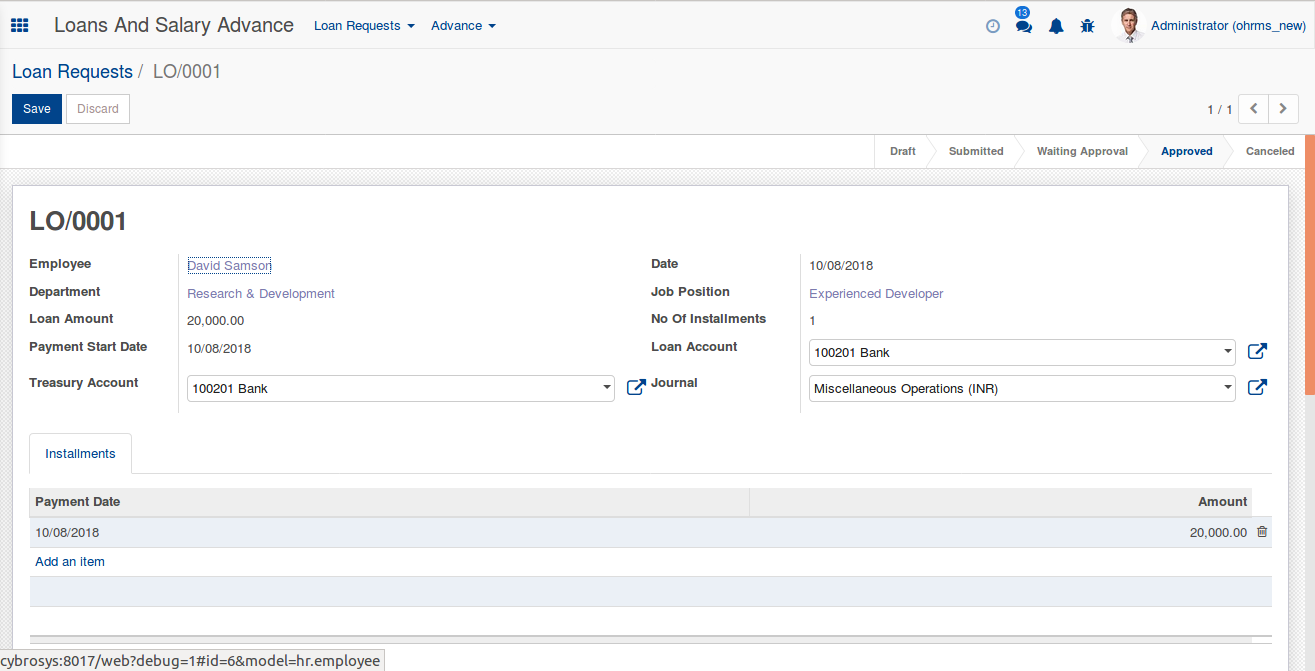 Loans And Salary Advance Loan Requests Advance 13 Administrator (ohrms_new)
Loan Requests / LO/0001
Save Discard 1 / 1
Draft Submitted Waiting Approval Approved Canceled
LO/0001
Employee David Samson Date 10/08/2018
Department Research & Development Job Position Experienced Developer
Loan Amount 20,000.00 No Of Installments 1
Payment Start Date 10/08/2018 Loan Account 100201 Bank
Treasury Account 100201 Bank Journal Miscellaneous Operations (INR)
Installments
Payment Date Amount
10/08/2018 20,000.00
Add an item
cybrosys:8017/web?debug=1#id=6&model=hr.employee